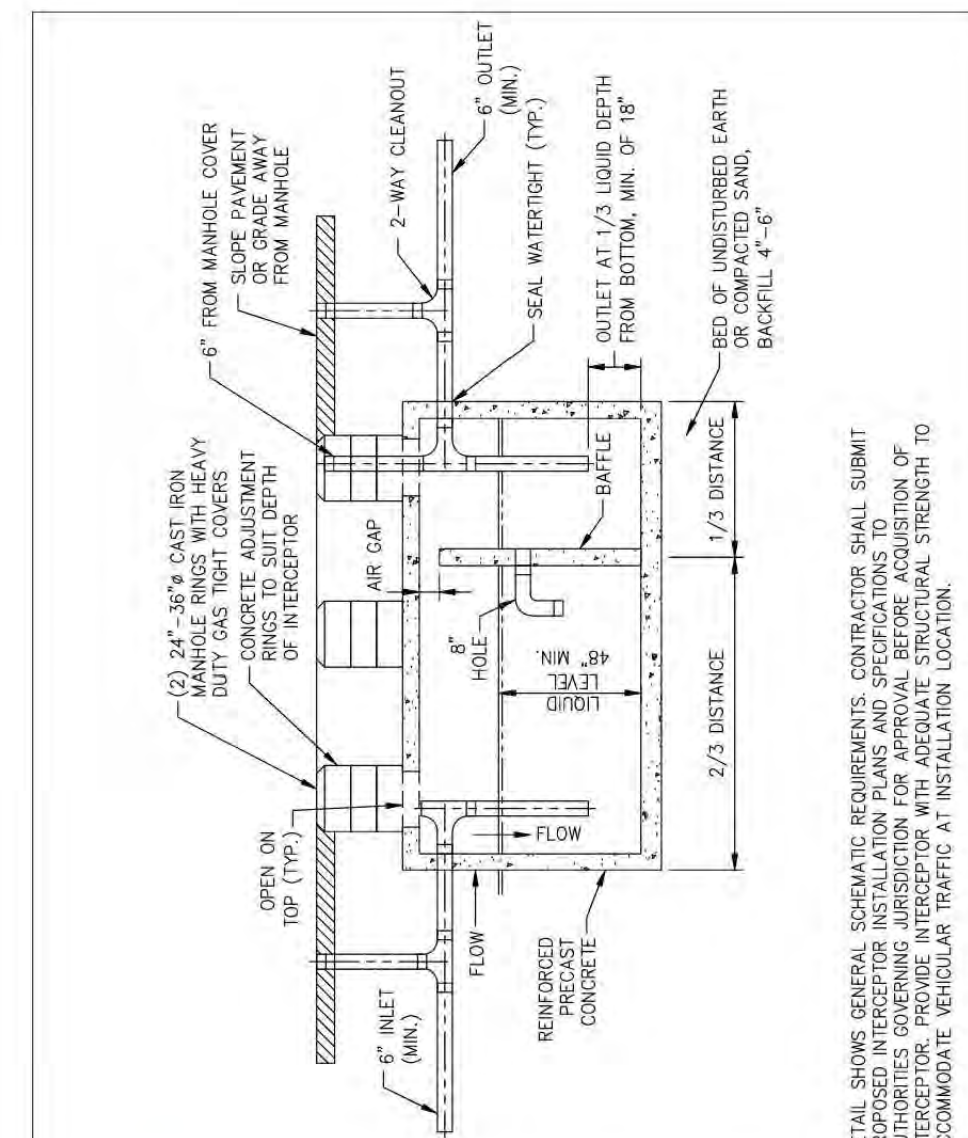 (2) 24"-36"ø CAST IRON
MANHOLE RINGS WITH HEAVY
DUTY GAS TIGHT COVERS
CONCRETE ADJUSTMENT
RINGS TO SUIT DEPTH
OF INTERCEPTOR
6" FROM MANHOLE COVER
SLOPE PAVEMENT
OR GRADE AWAY
FROM MANHOLE
OPEN ON
TOP (TYP.)
AIR GAP
2-WAY CLEANOUT
6" INLET
(MIN.)
6" OUTLET
(MIN.)
FLOW
FLOW
8"
HOLE
LIQUID
LEVEL
48" MIN.
BAFFLE
SEAL WATERTIGHT (TYP.)
OUTLET AT 1/3 LIQUID DEPTH
FROM BOTTOM, MIN. OF 18"
REINFORCED
PRECAST
CONCRETE
2/3 DISTANCE
1/3 DISTANCE
BED OF UNDISTURBED EARTH
OR COMPACTED SAND,
BACKFILL 4"-6"
SHOWS GENERAL SCHEMATIC REQUIREMENTS. CONTRACTOR SHALL SUBMIT
INTERCEPTOR INSTALLATION PLANS AND SPECIFICATIONS TO
GOVERNING JURISDICTION FOR APPROVAL BEFORE ACQUISITION OF
PROVIDE INTERCEPTOR WITH ADEQUATE STRUCTURAL STRENGTH TO
VEHICULAR TRAFFIC AT INSTALLATION LOCATION.